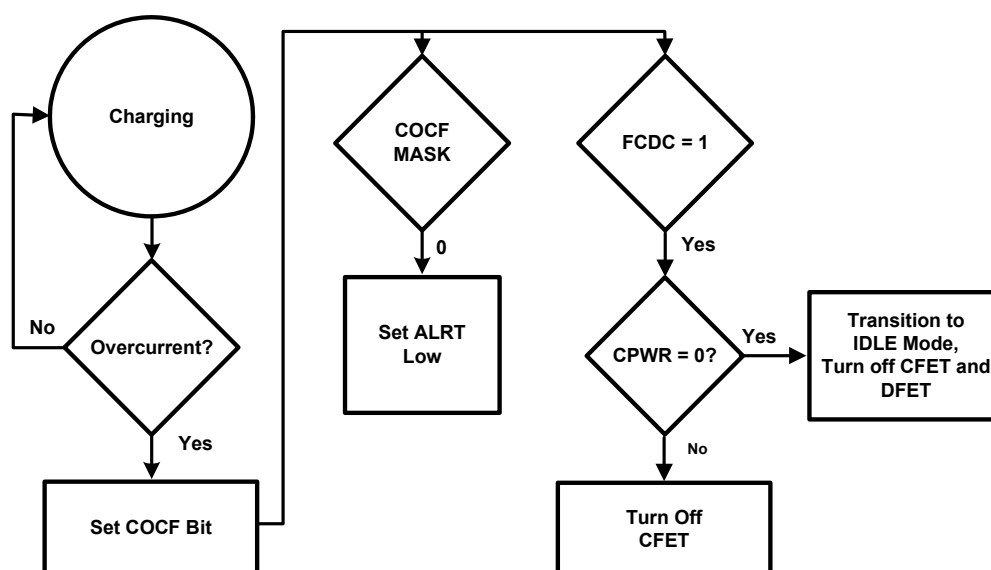 Charging
No
Overcurrent?
Yes
Set COCF Bit
COCF
MASK
0
Set ALRT
Low
FCDC = 1
Yes
CPWR = 0?
Yes
Transition to
IDLE Mode,
Turn off CFET and
DFET
No
Turn Off
CFET